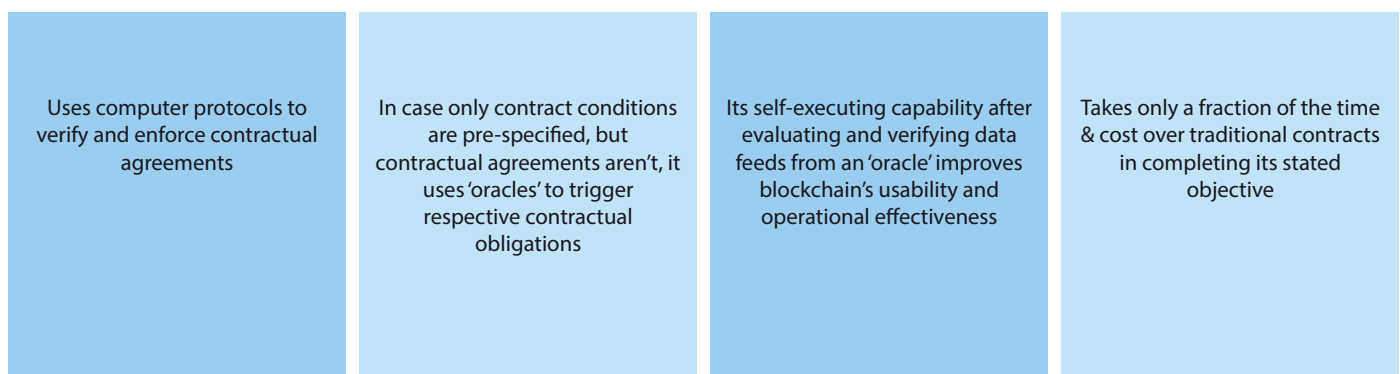 Uses computer protocols to
verify and enforce contractual
agreements
In case only contract conditions
are pre-specified, but
contractual agreements aren’t, it
uses ‘oracles’ to trigger
respective contractual
obligations
Its self-executing capability after
evaluating and verifying data
feeds from an ‘oracle’ improves
blockchain’s usability and
operational effectiveness
Takes only a fraction of the time
& cost over traditional contracts
in completing its stated
objective